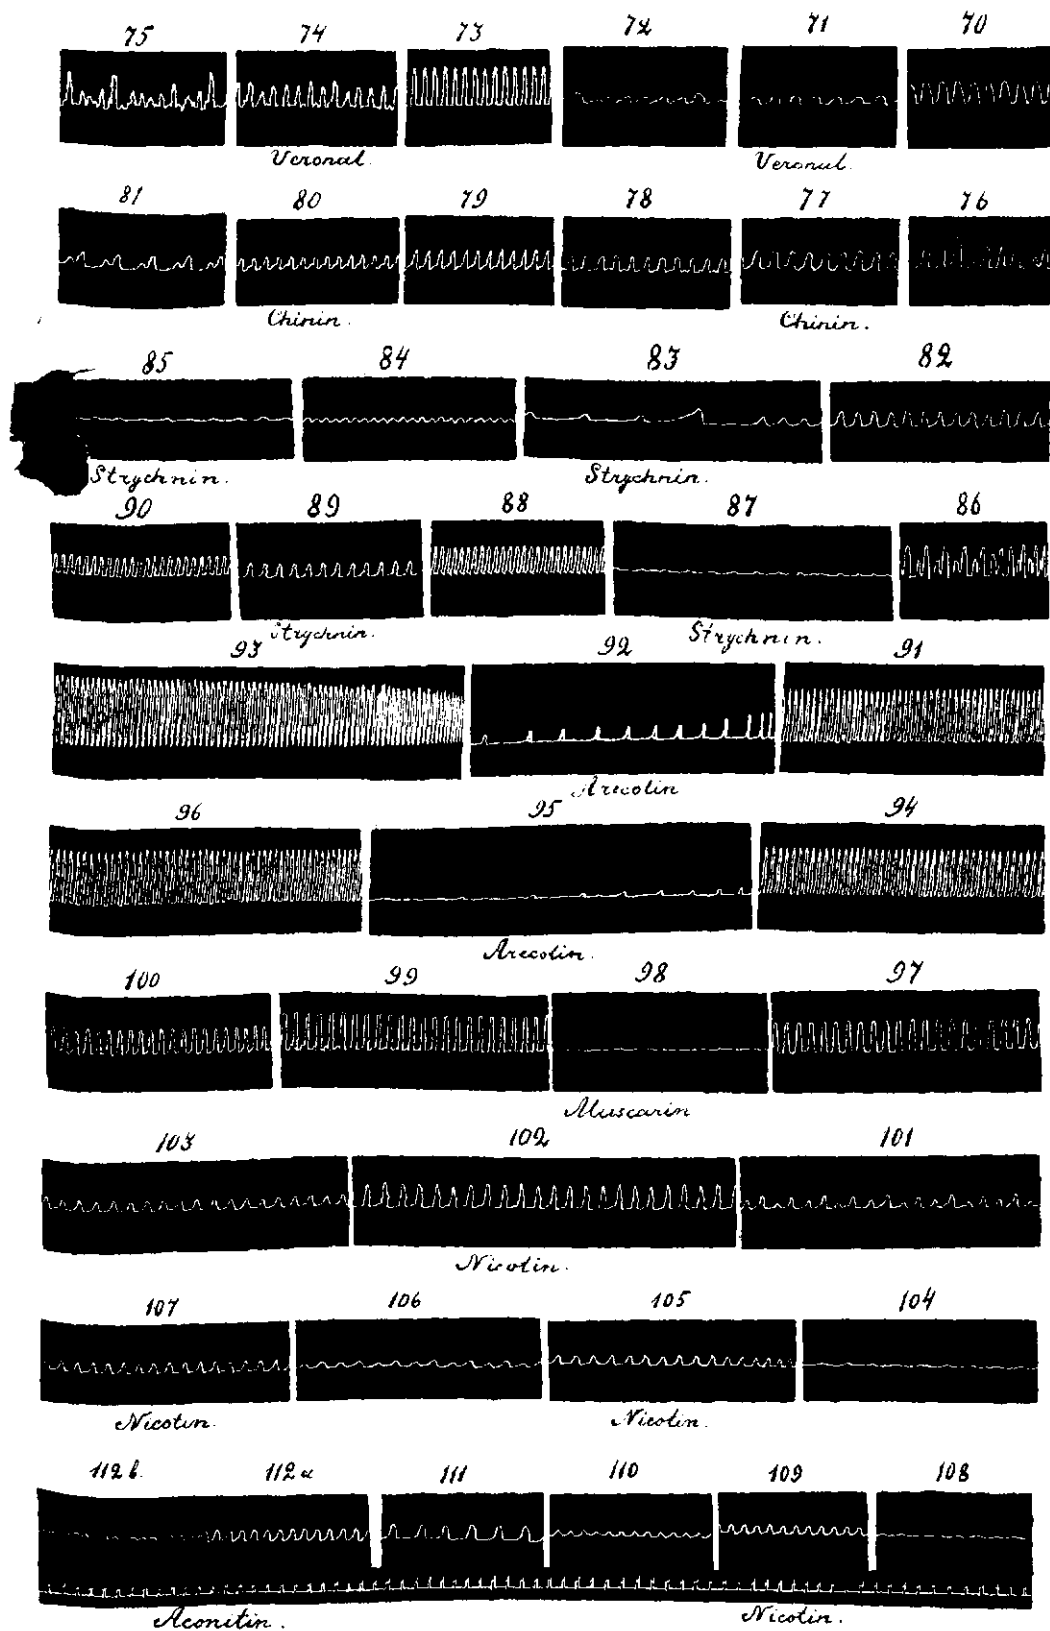 75 74 73 72 71 70
Veronal. Veronal.
81 80 79 78 77 76
Chinin. Chinin.
85 84 83 82
Strychnin. Strychnin.
90 89 88 87 86
Strychnin. Strychnin.
93 92 91
Arecolin
96 95 94
Arecolin.
100 99 98 97
Muscarin
103 102 101
Nicotin.
107 106 105 104
Nicotin. Nicotin.
112 b. 112 a 111 110 109 108
Aconitin. Nicotin.